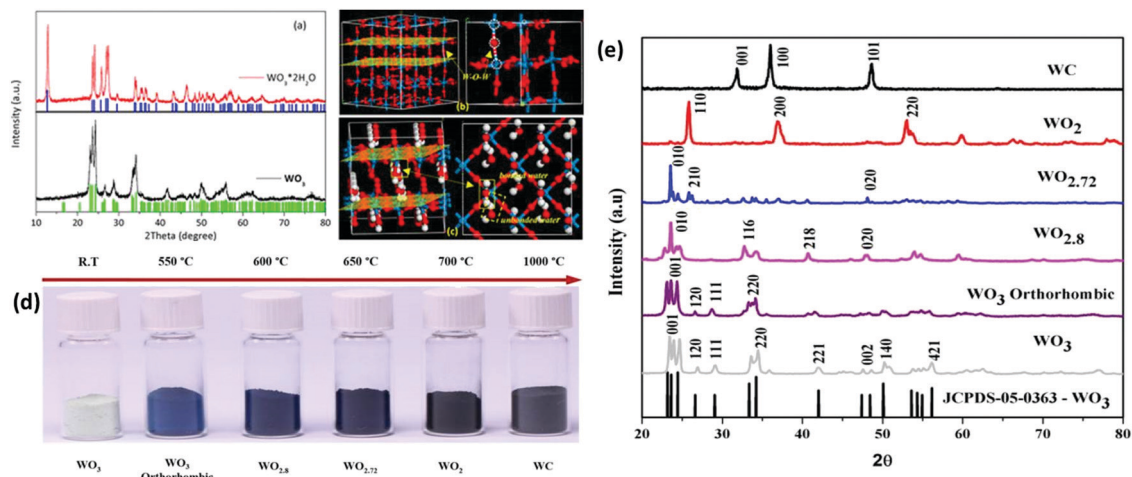 (a)
WO3*2H2O
WO3
Intensity (a.u.)
10 20 30 40 50 60 70 80
2Theta (degree)
W-O-W
(b)
bonded water
unbonded water
(c)
(d)
R.T 550 °C 600 °C 650 °C 700 °C 1000 °C
WO3 WO3 WO2.8 WO2.72 WO2 WC
Orthorhombic
(e)
001 100 101
WC
110 200 220
WO2
010 210 020
WO2.72
010 116 218 020
WO2.8
001 120 111 220
WO3 Orthorhombic
001 120 111 220 221 002 140 421
WO3
JCPDS-05-0363 - WO3
Intensity (a.u)
20 30 40 50 60 70 80
2θ